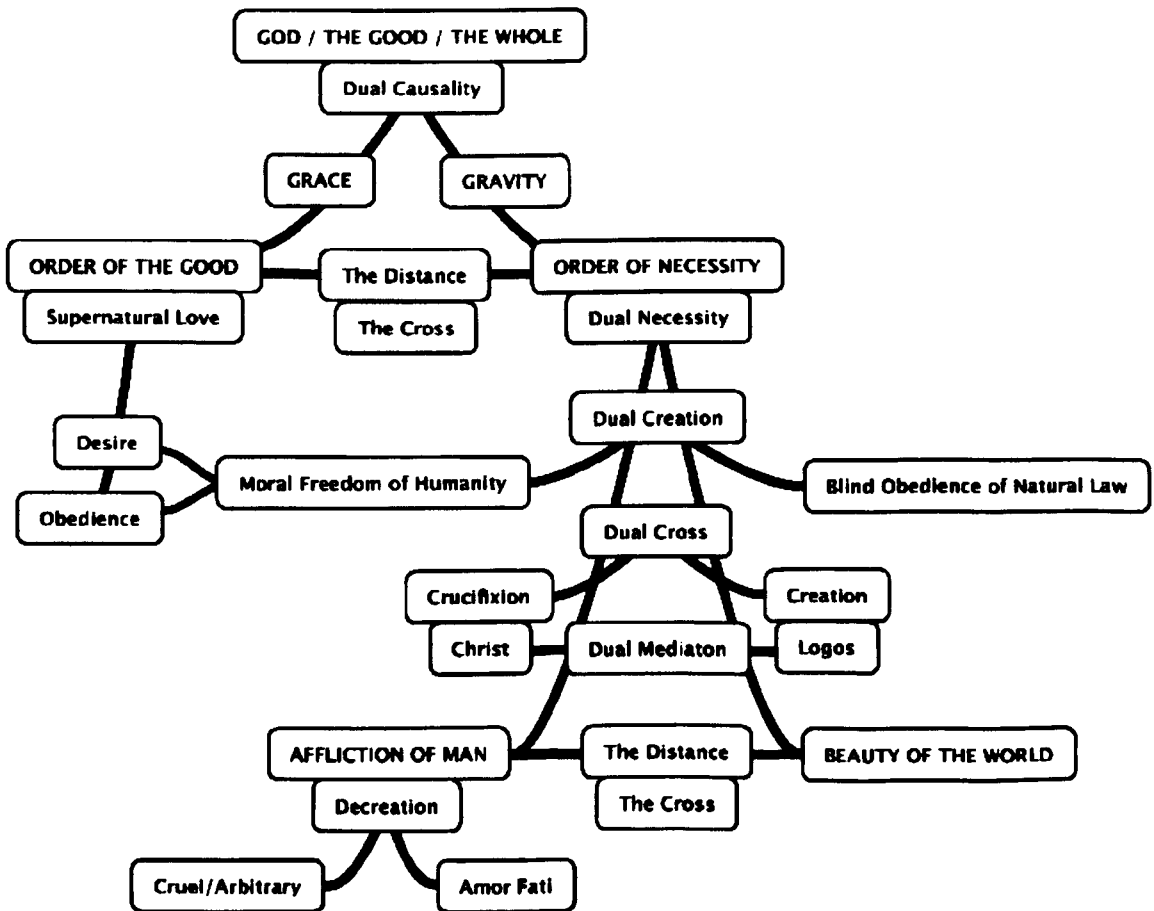 GOD / THE GOOD / THE WHOLE
Dual Causality
GRACE
GRAVITY
ORDER OF THE GOOD
The Distance
ORDER OF NECESSITY
Supernatural Love
The Cross
Dual Necessity
Dual Creation
Desire
Moral Freedom of Humanity
Blind Obedience of Natural Law
Obedience
Dual Cross
Crucifixion
Creation
Christ
Dual Mediaton
Logos
AFFLICTION OF MAN
The Distance
BEAUTY OF THE WORLD
Decreation
The Cross
Cruel/Arbitrary
Amor Fati